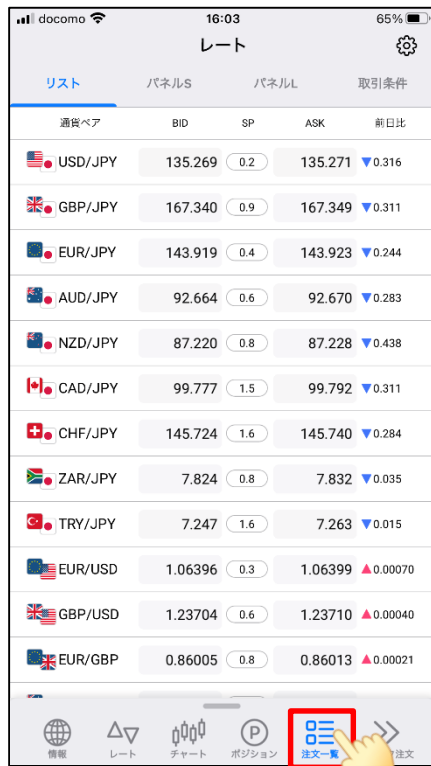 docomo 16:03 65%
レート
リスト パネルS パネルL 取引条件
通貨ペア BID SP ASK 前日比
USD/JPY 135.269 0.2 135.271 ▼0.316
GBP/JPY 167.340 0.9 167.349 ▼0.311
EUR/JPY 143.919 0.4 143.923 ▼0.244
AUD/JPY 92.664 0.6 92.670 ▼0.283
NZD/JPY 87.220 0.8 87.228 ▼0.438
CAD/JPY 99.777 1.5 99.792 ▼0.311
CHF/JPY 145.724 1.6 145.740 ▼0.284
ZAR/JPY 7.824 0.8 7.832 ▼0.035
TRY/JPY 7.247 1.6 7.263 ▼0.015
EUR/USD 1.06396 0.3 1.06399 ▲0.00070
GBP/USD 1.23704 0.6 1.23710 ▲0.00040
EUR/GBP 0.86005 0.8 0.86013 ▲0.00021
情報 レート チャート ポジション 注文一覧 注文